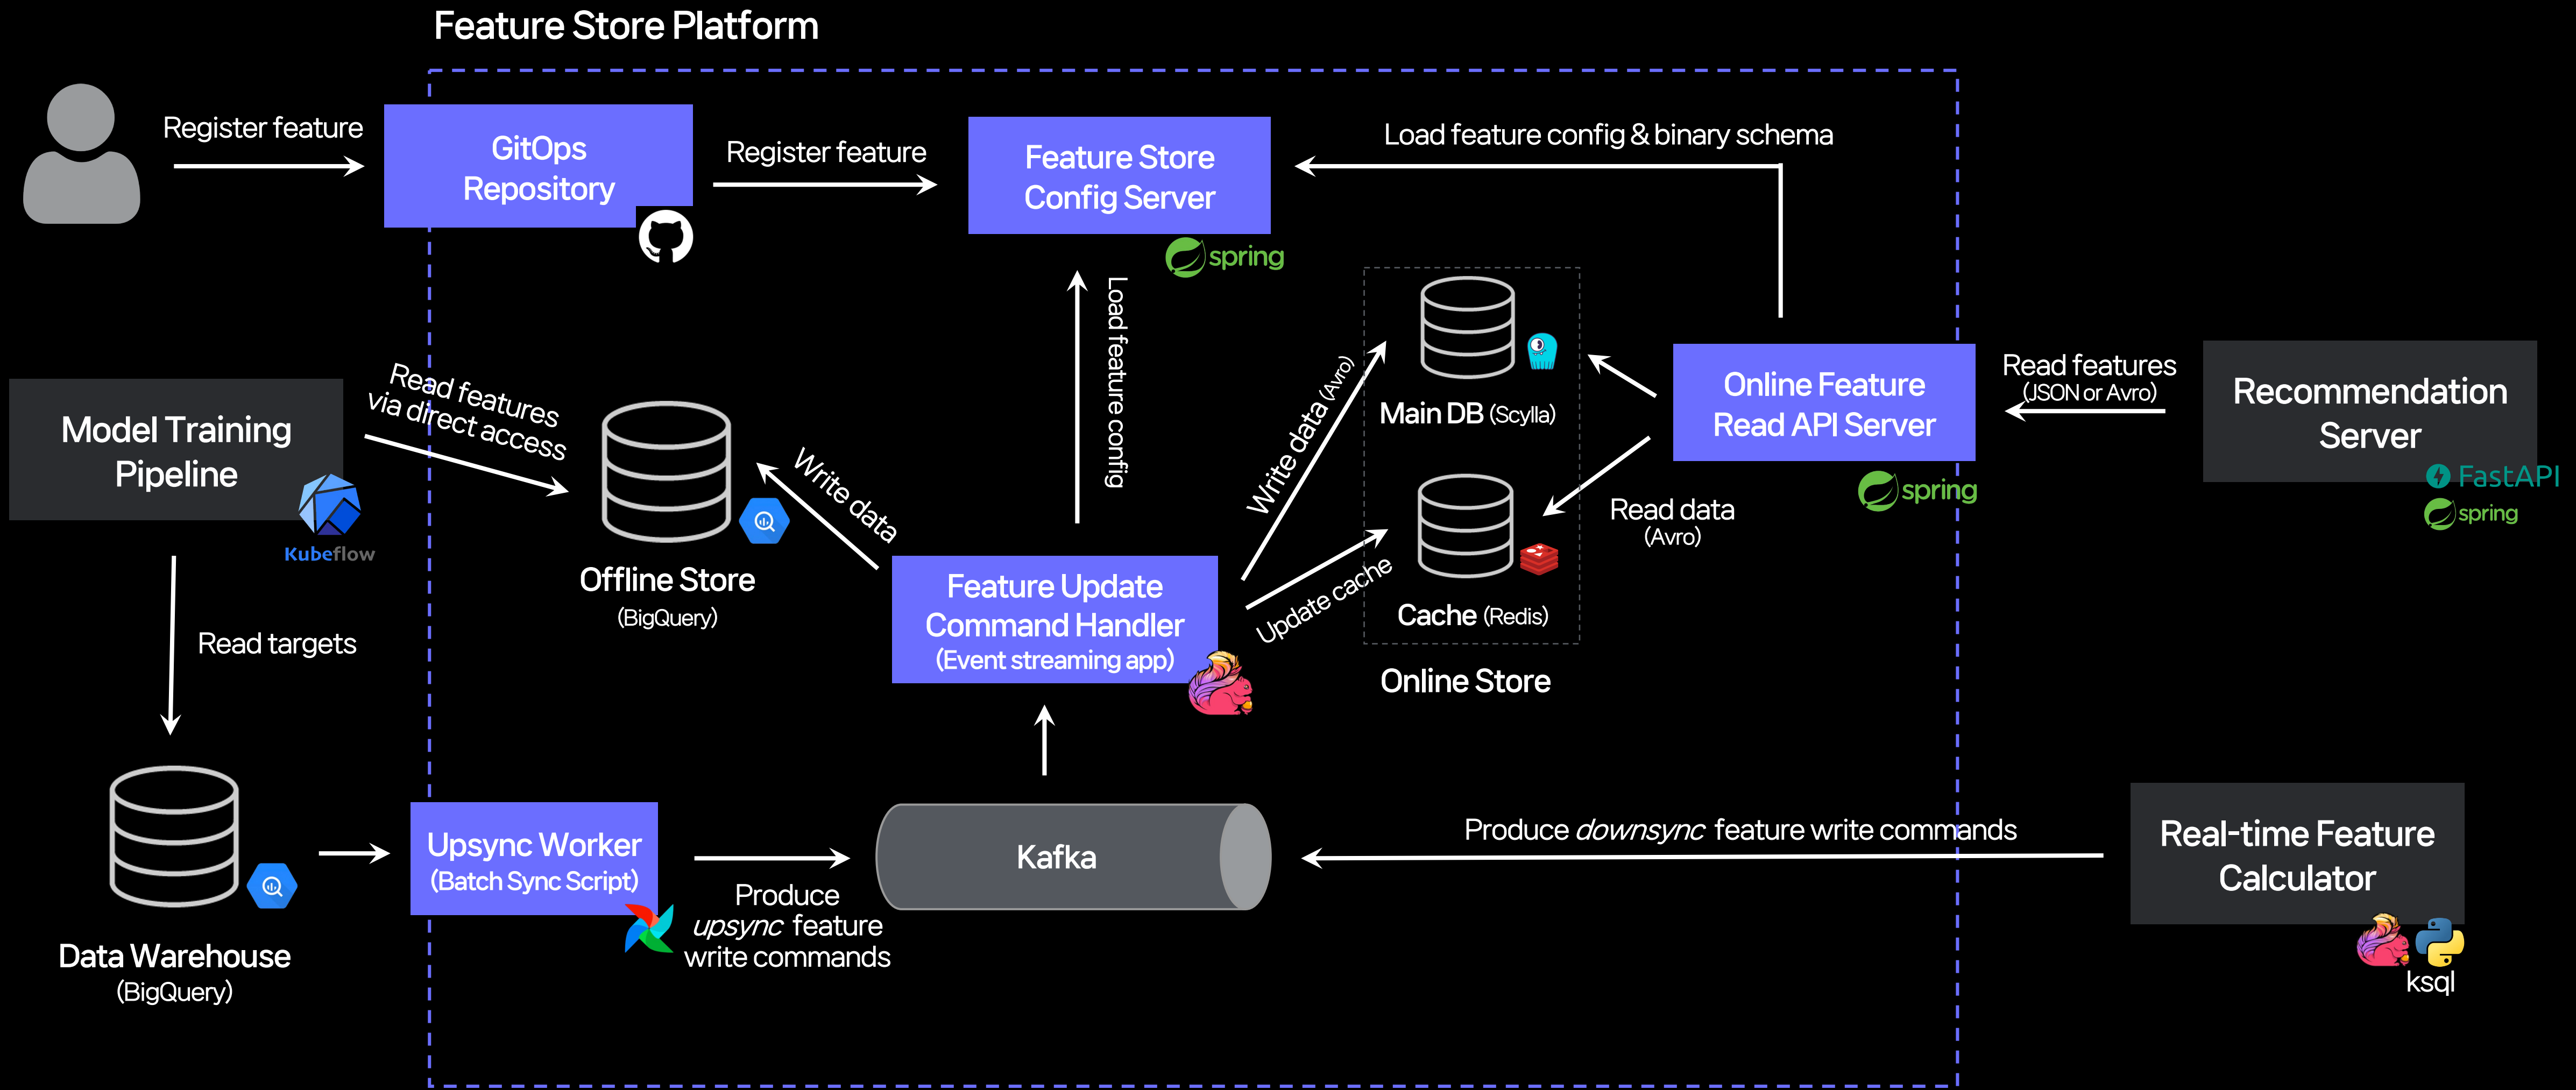 Feature Store Platform
Register feature
GitOps
Repository
Register feature
Feature Store
Config Server
spring
Load feature config & binary schema
Model Training
Pipeline
Kubeflow
Read features
via direct access
Offline Store
(BigQuery)
Write data
Load feature config
Feature Update
Command Handler
(Event streaming app)
Write data (Avro)
Update cache
Main DB (Scylla)
Cache (Redis)
Online Store
Read data
(Avro)
Online Feature
Read API Server
spring
Read features
(JSON or Avro)
Recommendation
Server
FastAPI
spring
Read targets
Data Warehouse
(BigQuery)
Upsync Worker
(Batch Sync Script)
Produce
upsync feature
write commands
Kafka
Produce downsync feature write commands
Real-time Feature
Calculator
ksql